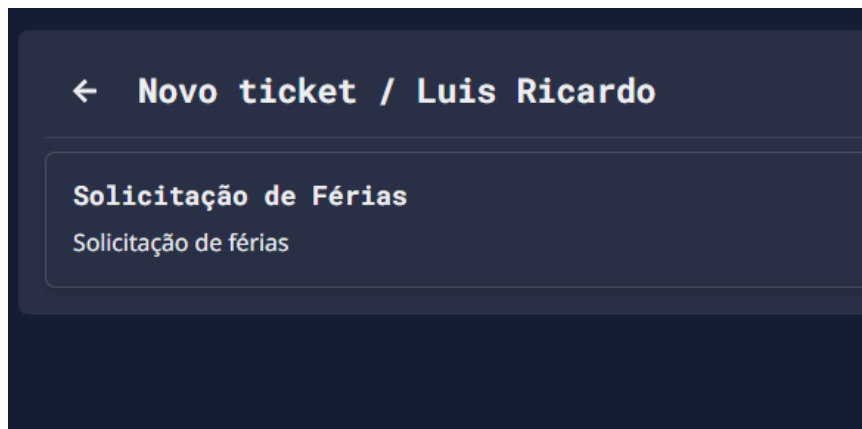 ← Novo ticket / Luis Ricardo
Solicitação de Férias
Solicitação de férias